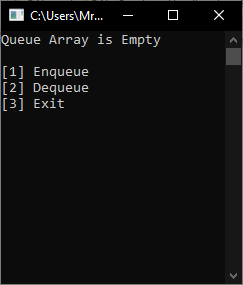 C:\Users\Mr...
Queue Array is Empty
[1] Enqueue
[2] Dequeue
[3] Exit